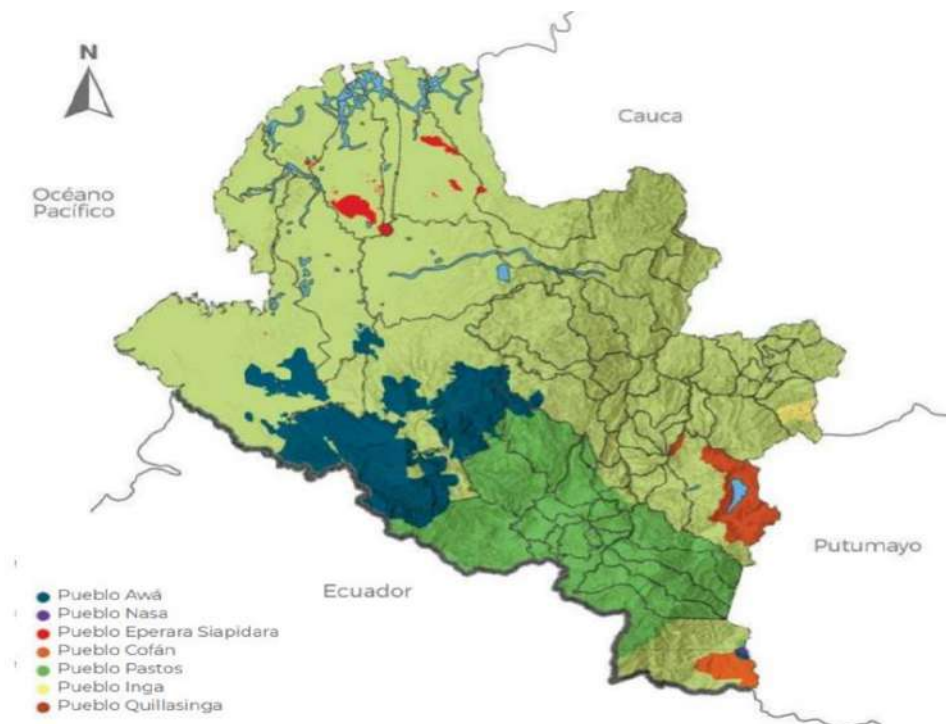 N
Cauca
Océano
Pacífico
Putumayo
Ecuador
Pueblo Awá
Pueblo Nasa
Pueblo Eperara Siapidara
Pueblo Cofán
Pueblo Pastos
Pueblo Inga
Pueblo Quillasinga